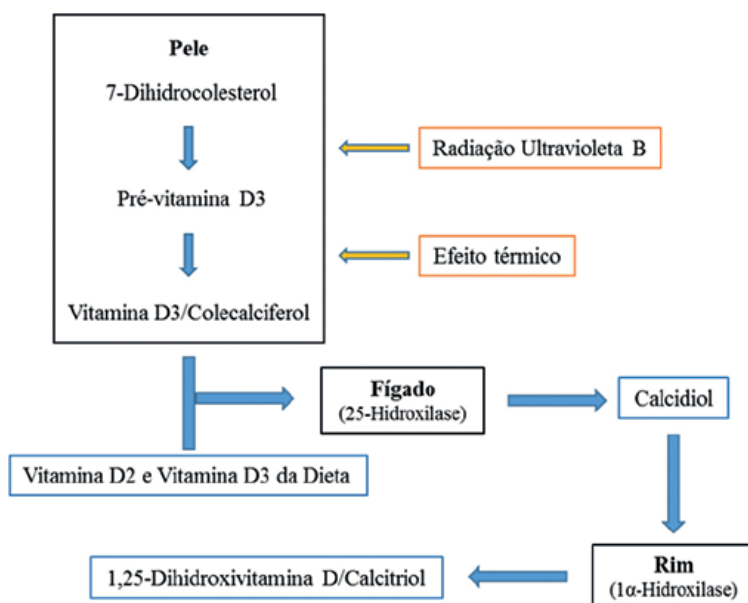 Pele
7-Dihidrocolesterol
Radiação Ultravioleta B
Pré-vitamina D3
Efeito térmico
Vitamina D3/Colecalciferol
Fígado
(25-Hidroxilase)
Calcidiol
Vitamina D2 e Vitamina D3 da Dieta
Rim
(1α-Hidroxilase)
1,25-Dihidroxivitamina D/Calcitriol